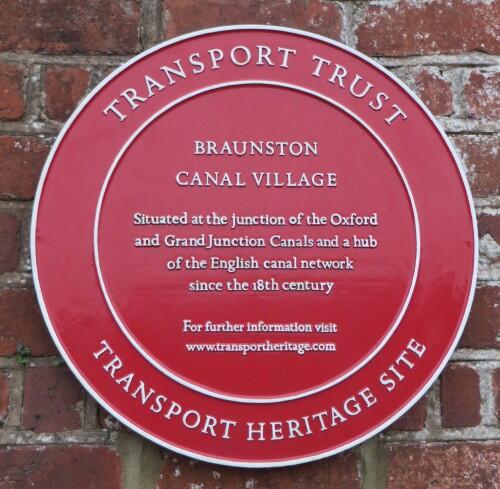 TRANSPORT TRUST
BRAUNSTON
CANAL VILLAGE
Situated at the junction of the Oxford
and Grand Junction Canals and a hub
of the English canal network
since the 18th century
For further information visit
www.transportheritage.com
TRANSPORT HERITAGE SITE